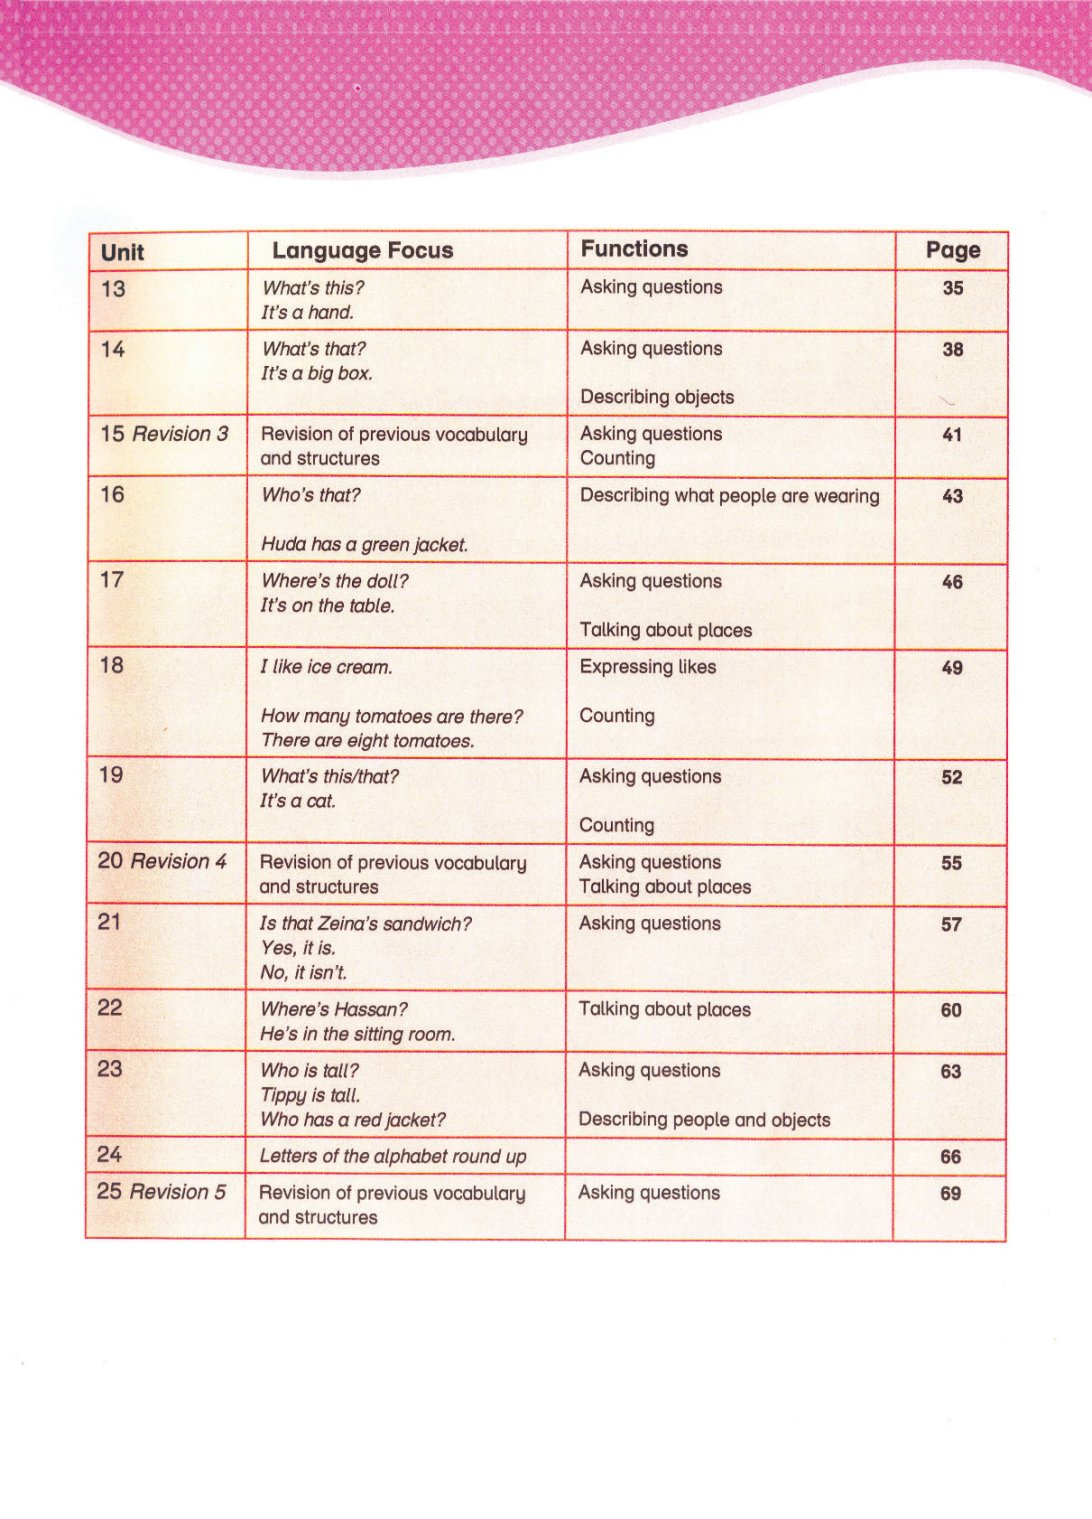 Unit Language Focus Functions Page
13 What's this? Asking questions 35
It's a hand.
14 What's that? Asking questions 38
It's a big box.
Describing objects
15 Revision 3 Revision of previous vocabulary Asking questions 41
and structures Counting
16 Who's that? Describing what people are wearing 43
Huda has a green jacket.
17 Where's the doll? Asking questions 46
It's on the table.
Talking about places
18 I like ice cream. Expressing likes 49
How many tomatoes are there? Counting
There are eight tomatoes.
19 What's this/that? Asking questions 52
It's a cat.
Counting
20 Revision 4 Revision of previous vocabulary Asking questions 55
and structures Talking about places
21 Is that Zeina's sandwich? Asking questions 57
Yes, it is.
No, it isn't.
22 Where's Hassan? Talking about places 60
He's in the sitting room.
23 Who is tall? Asking questions 63
Tippy is tall.
Who has a red jacket? Describing people and objects
24 Letters of the alphabet round up 66
25 Revision 5 Revision of previous vocabulary Asking questions 69
and structures